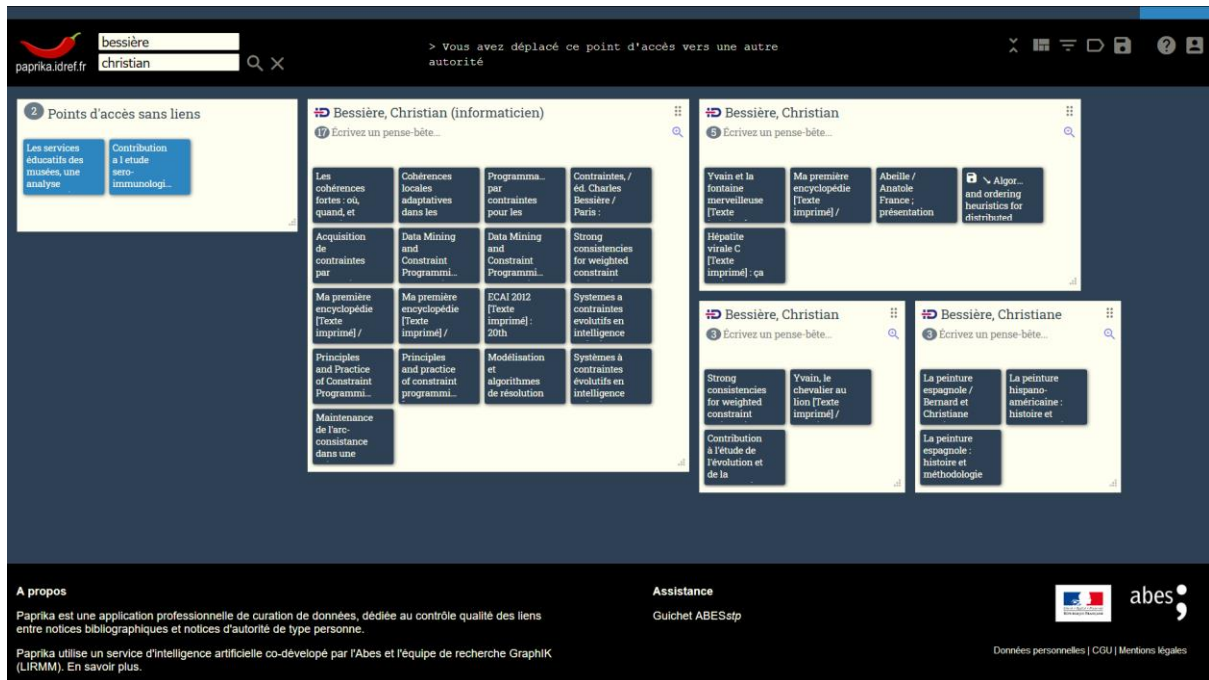 bessière
christian
paprika.idref.fr
> Vous avez déplacé ce point d'accès vers une autre
autorité
2 Points d'accès sans liens
Les services
éducatifs des
musées, une
analyse
Contribution
a l etude
sero-
immunologi...
Bessière, Christian (informaticien)
17 Écrivez un pense-bête...
Les
cohérences
fortes : où,
quand, et
Cohérences
locales
adaptatives
dans les
Programma...
par
contraintes
pour les
Contraintes, /
éd. Charles
Bessière /
Paris :
Acquisition
de
contraintes
par
Data Mining
and
Constraint
Programmi...
Data Mining
and
Constraint
Programmi...
Strong
consistencies
for weighted
constraint
Ma première
encyclopédie
[Texte
imprimé] /
Ma première
encyclopédie
[Texte
imprimé] /
ECAI 2012
[Texte
imprimé] :
20th
Systemes a
contraintes
evolutifs en
intelligence
Principles
and Practice
of Constraint
Programmi...
Principles
and practice
of constraint
programmi...
Modélisation
et
algorithmes
de résolution
Systèmes à
contraintes
évolutifs en
intelligence
Maintenance
de l'arc-
consistance
dans une
Bessière, Christian
5 Écrivez un pense-bête...
Yvain et la
fontaine
merveilleuse
[Texte
Ma première
encyclopédie
[Texte
imprimé] /
Abeille /
Anatole
France ;
présentation
Algor...
and ordering
heuristics for
distributed
Hépatite
virale C
[Texte
imprimé] : ça
Bessière, Christian
3 Écrivez un pense-bête...
Strong
consistencies
for weighted
constraint
Yvain, le
chevalier au
lion [Texte
imprimé] /
Contribution
à l'étude de
l'évolution et
de la
Bessière, Christiane
3 Écrivez un pense-bête...
La peinture
espagnole /
Bernard et
Christiane
La peinture
hispano-
américaine :
histoire et
La peinture
espagnole :
histoire et
méthodologie
A propos
Paprika est une application professionnelle de curation de données, dédiée au contrôle qualité des liens
entre notices bibliographiques et notices d'autorité de type personne.
Paprika utilise un service d'intelligence artificielle co-développé par l'Abes et l'équipe de recherche GraphIK
(LIRMM). En savoir plus.
Assistance
Guichet ABESstp
abes
Données personnelles | CGU | Mentions légales